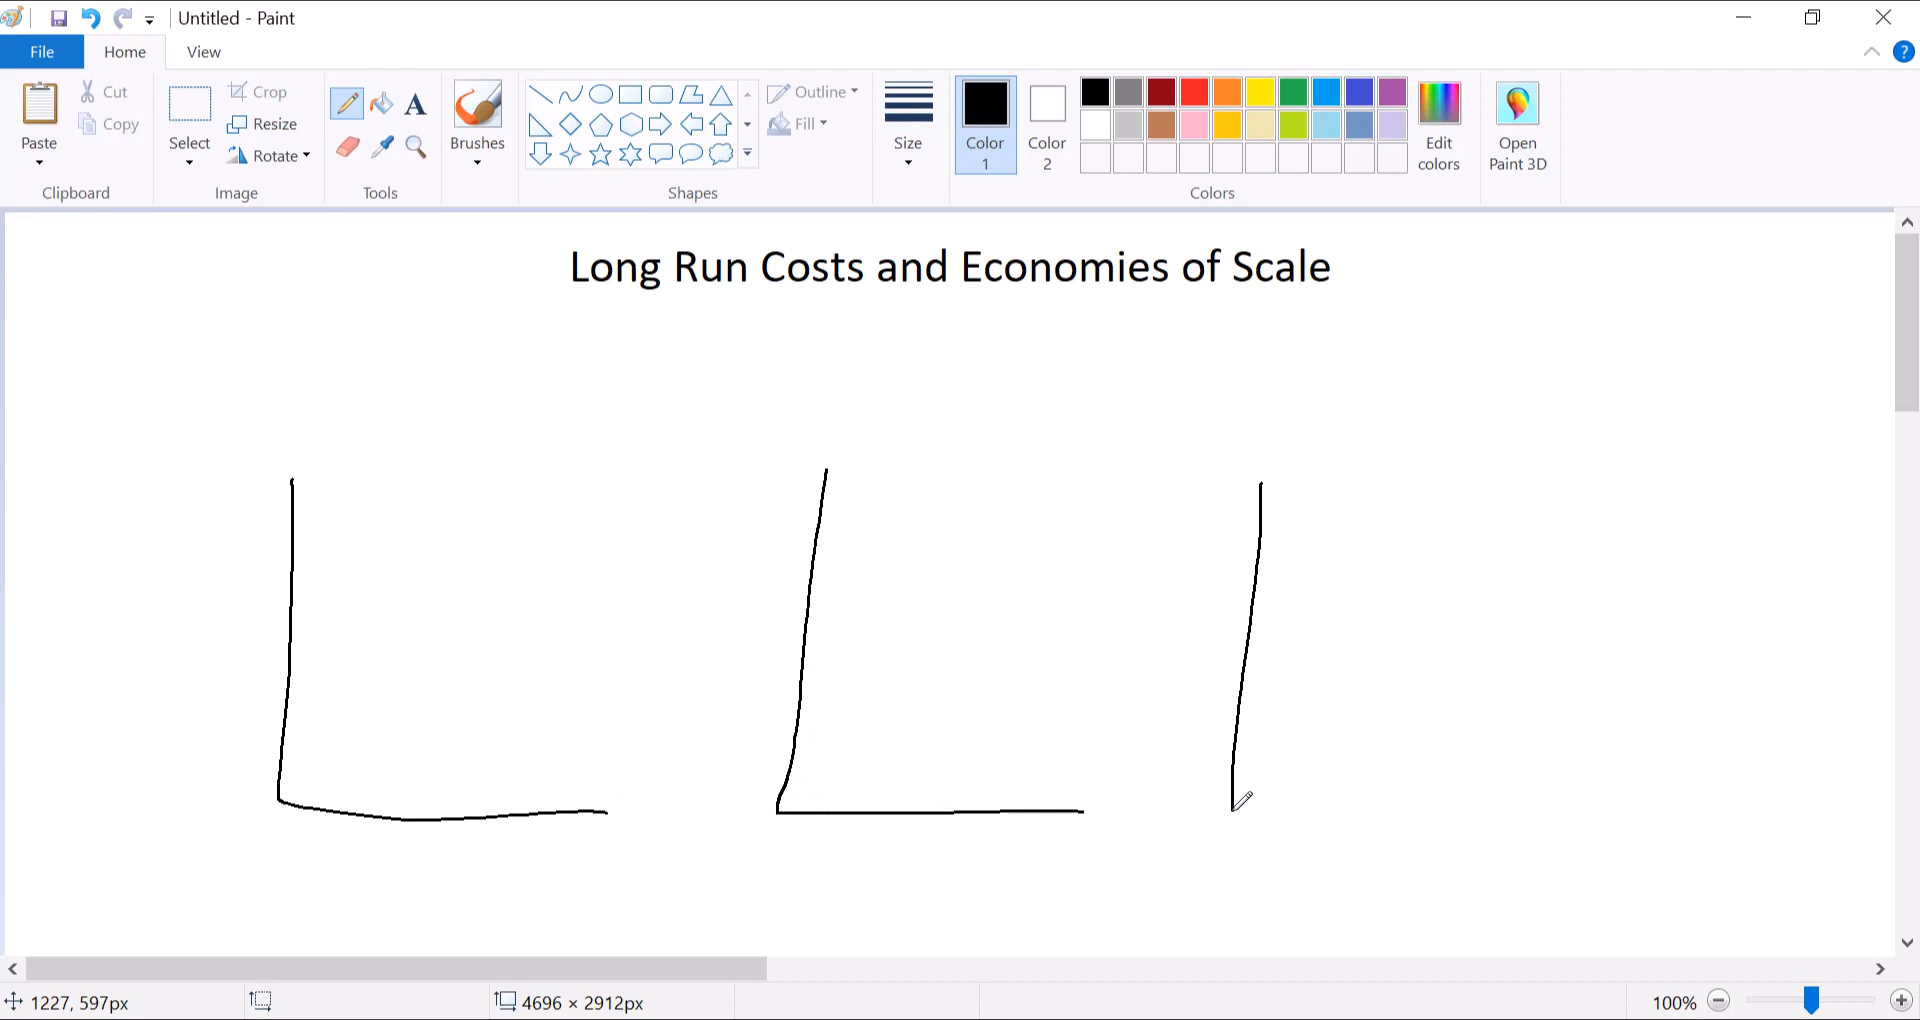 Untitled - Paint
File Home View
Paste
Cut
Copy
Clipboard
Select
Crop
Resize
Rotate
Image
Tools
Brushes
Shapes
Outline
Fill
Size
Color 1
Color 2
Edit colors
Colors
Open Paint 3D
?
A
Long Run Costs and Economies of Scale
1227, 597px
4696 × 2912px
100%